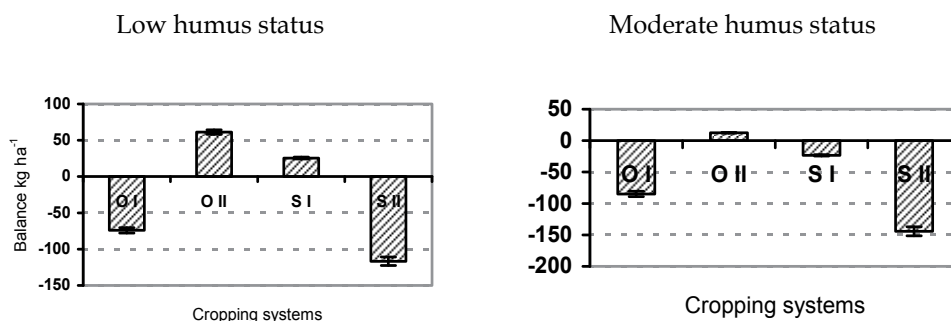 Low humus status
Balance kg ha⁻¹
100
50
0
-50
-100
-150
O I
O II
S I
S II
Cropping systems
Moderate humus status
50
0
-50
-100
-150
-200
O I
O II
S I
S II
Cropping systems